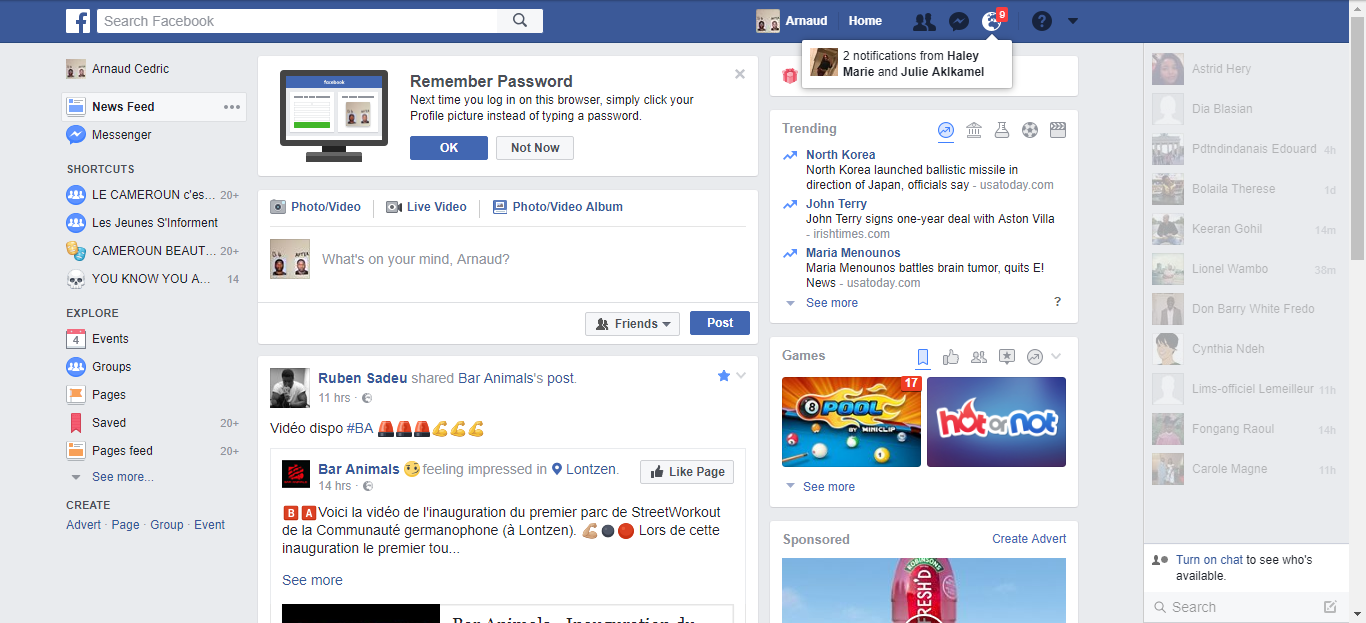 Search Facebook
Arnaud
Home
9
2 notifications from Haley
Marie and Julie Aklkamel
Arnaud Cedric
News Feed
Messenger
SHORTCUTS
LE CAMEROUN c'es... 20+
Les Jeunes S'Informent
CAMEROUN BEAUT... 20+
YOU KNOW YOU A... 14
EXPLORE
4 Events
Groups
Pages
Saved 20+
Pages feed 20+
See more...
CREATE
Advert · Page · Group · Event
facebook
Remember Password
Next time you log in on this browser, simply click your
Profile picture instead of typing a password.
OK
Not Now
Photo/Video
Live Video
Photo/Video Album
What's on your mind, Arnaud?
Friends
Post
Ruben Sadeu shared Bar Animals's post.
11 hrs ·
Vidéo dispo #BA 🚨🚨🚨💪💪💪
Bar Animals 🤨 feeling impressed in Lontzen.
14 hrs ·
Like Page
🅱🅰Voici la vidéo de l'inauguration du premier parc de StreetWorkout
de la Communauté germanophone (à Lontzen). 💪🏽⚫🔴 Lors de cette
inauguration le premier tou...
See more
Bar Animals - Inauguration du
Trending
North Korea
North Korea launched ballistic missile in
direction of Japan, officials say - usatoday.com
John Terry
John Terry signs one-year deal with Aston Villa
- irishtimes.com
Maria Menounos
Maria Menounos battles brain tumor, quits E!
News - usatoday.com
See more
?
Games
17
8 POOL
BY MINICLIP
hot or not
See more
Sponsored
Create Advert
ROBINSONS
FRESH'D
Astrid Hery
Dia Blasian
Pdtndindanais Edouard 4h
Bolaila Therese 1d
Keeran Gohil 14m
Lionel Wambo 38m
Don Barry White Fredo
Cynthia Ndeh
Lims-officiel Lemeilleur 11h
Fongang Raoul 14h
Carole Magne 11h
Turn on chat to see who's
available.
Search